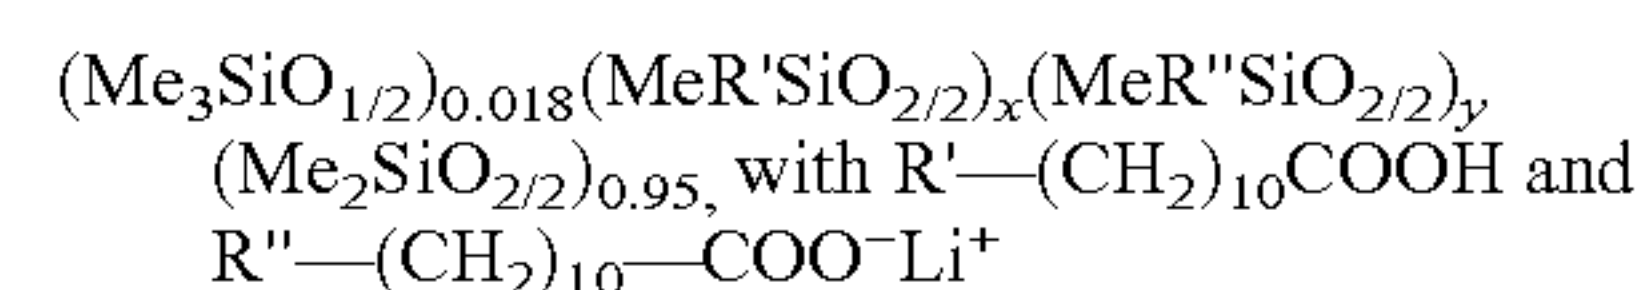 (Me₃SiO₁/₂)₀.₀₁₈(MeR'SiO₂/₂)ₓ(MeR"SiO₂/₂)ᵧ
(Me₂SiO₂/₂)₀.₉₅, with R'—(CH₂)₁₀COOH and
R"—(CH₂)₁₀—COO⁻Li⁺